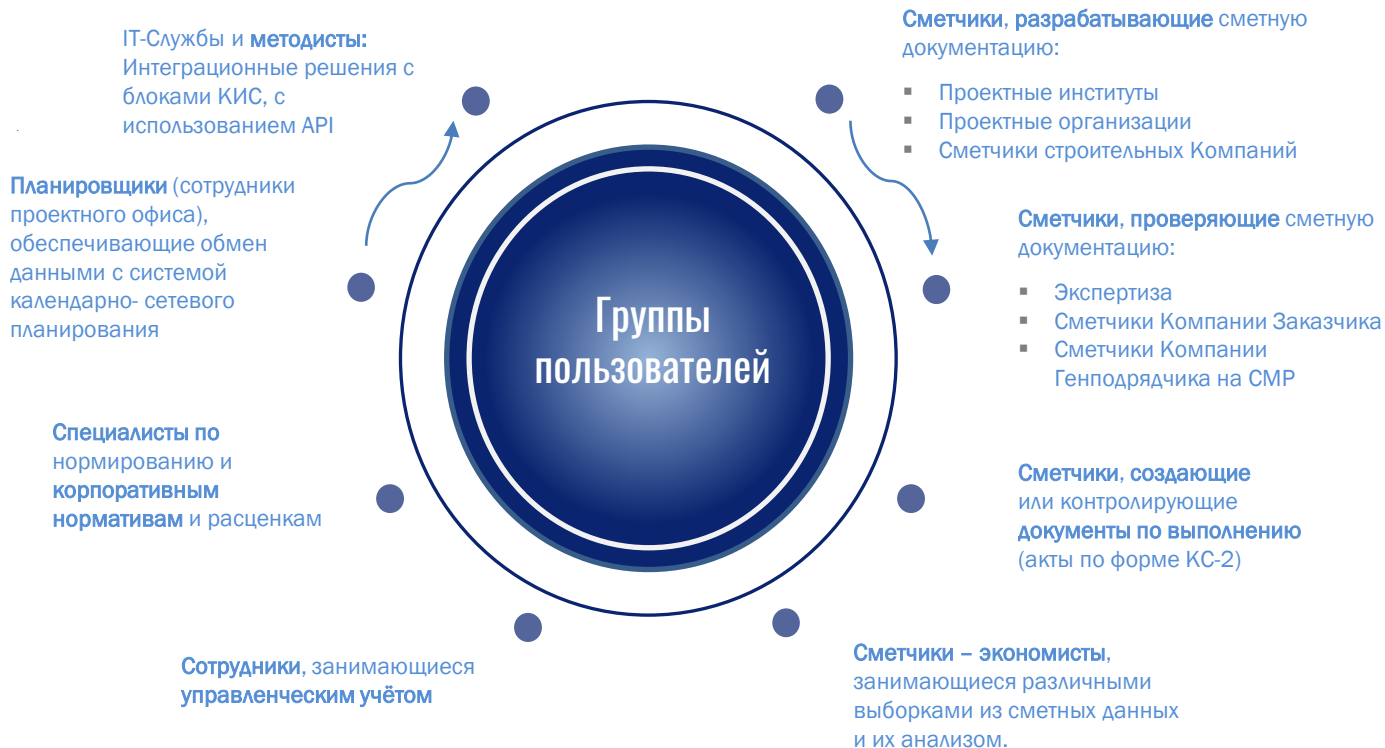 IT-Службы и методисты:
Интеграционные решения с
блоками КИС, с
использованием API
Планировщики (сотрудники
проектного офиса),
обеспечивающие обмен
данными с системой
календарно- сетевого
планирования
Специалисты по
нормированию и
корпоративным
нормативам и расценкам
Сотрудники, занимающиеся
управленческим учётом
Группы
пользователей
Сметчики, разрабатывающие сметную
документацию:
▪ Проектные институты
▪ Проектные организации
▪ Сметчики строительных Компаний
Сметчики, проверяющие сметную
документацию:
▪ Экспертиза
▪ Сметчики Компании Заказчика
▪ Сметчики Компании
Генподрядчика на СМР
Сметчики, создающие
или контролирующие
документы по выполнению
(акты по форме КС-2)
Сметчики – экономисты,
занимающиеся различными
выборками из сметных данных
и их анализом.